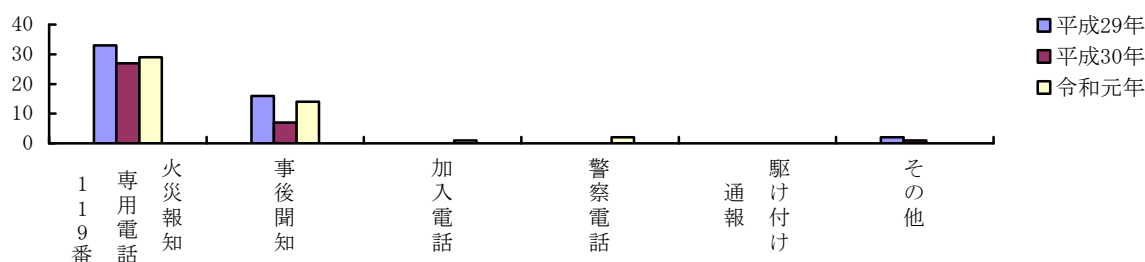 40
30
20
10
0
平成29年
平成30年
令和元年
火災報知
専用電話
119番
事後聞知
加入電話
警察電話
駆け付け
通報
その他